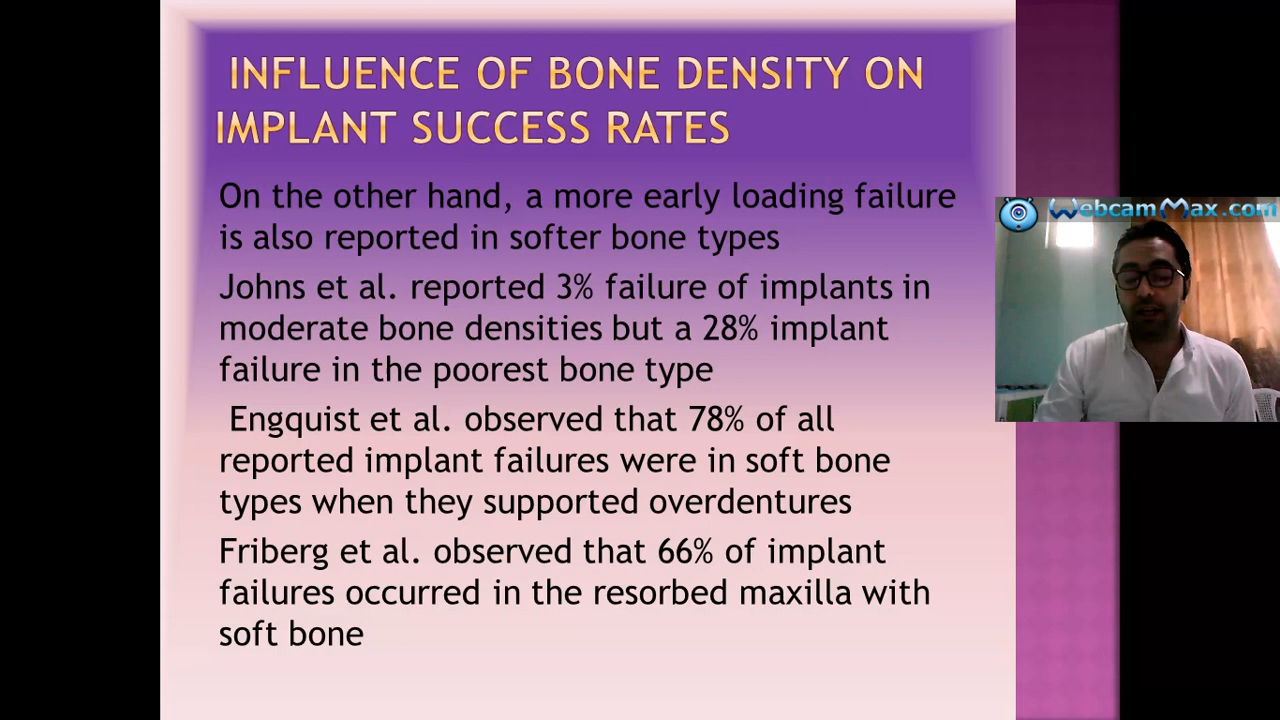 INFLUENCE OF BONE DENSITY ON
IMPLANT SUCCESS RATES
On the other hand, a more early loading failure
is also reported in softer bone types
Johns et al. reported 3% failure of implants in
moderate bone densities but a 28% implant
failure in the poorest bone type
Engquist et al. observed that 78% of all
reported implant failures were in soft bone
types when they supported overdentures
Friberg et al. observed that 66% of implant
failures occurred in the resorbed maxilla with
soft bone
WebcamMax.com